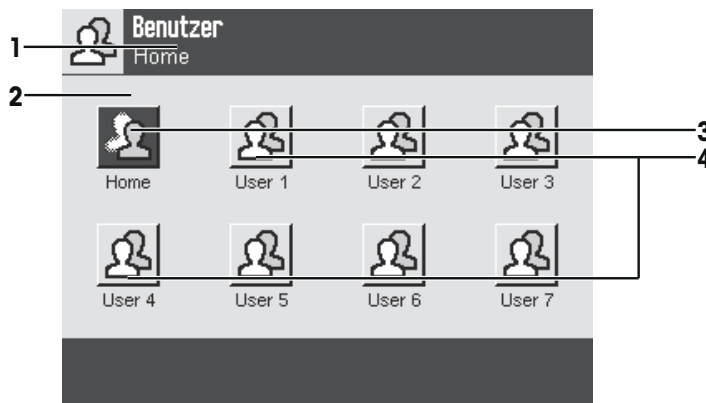 Benutzer
1
Home
2
3
4
Home
User 1
User 2
User 3
User 4
User 5
User 6
User 7